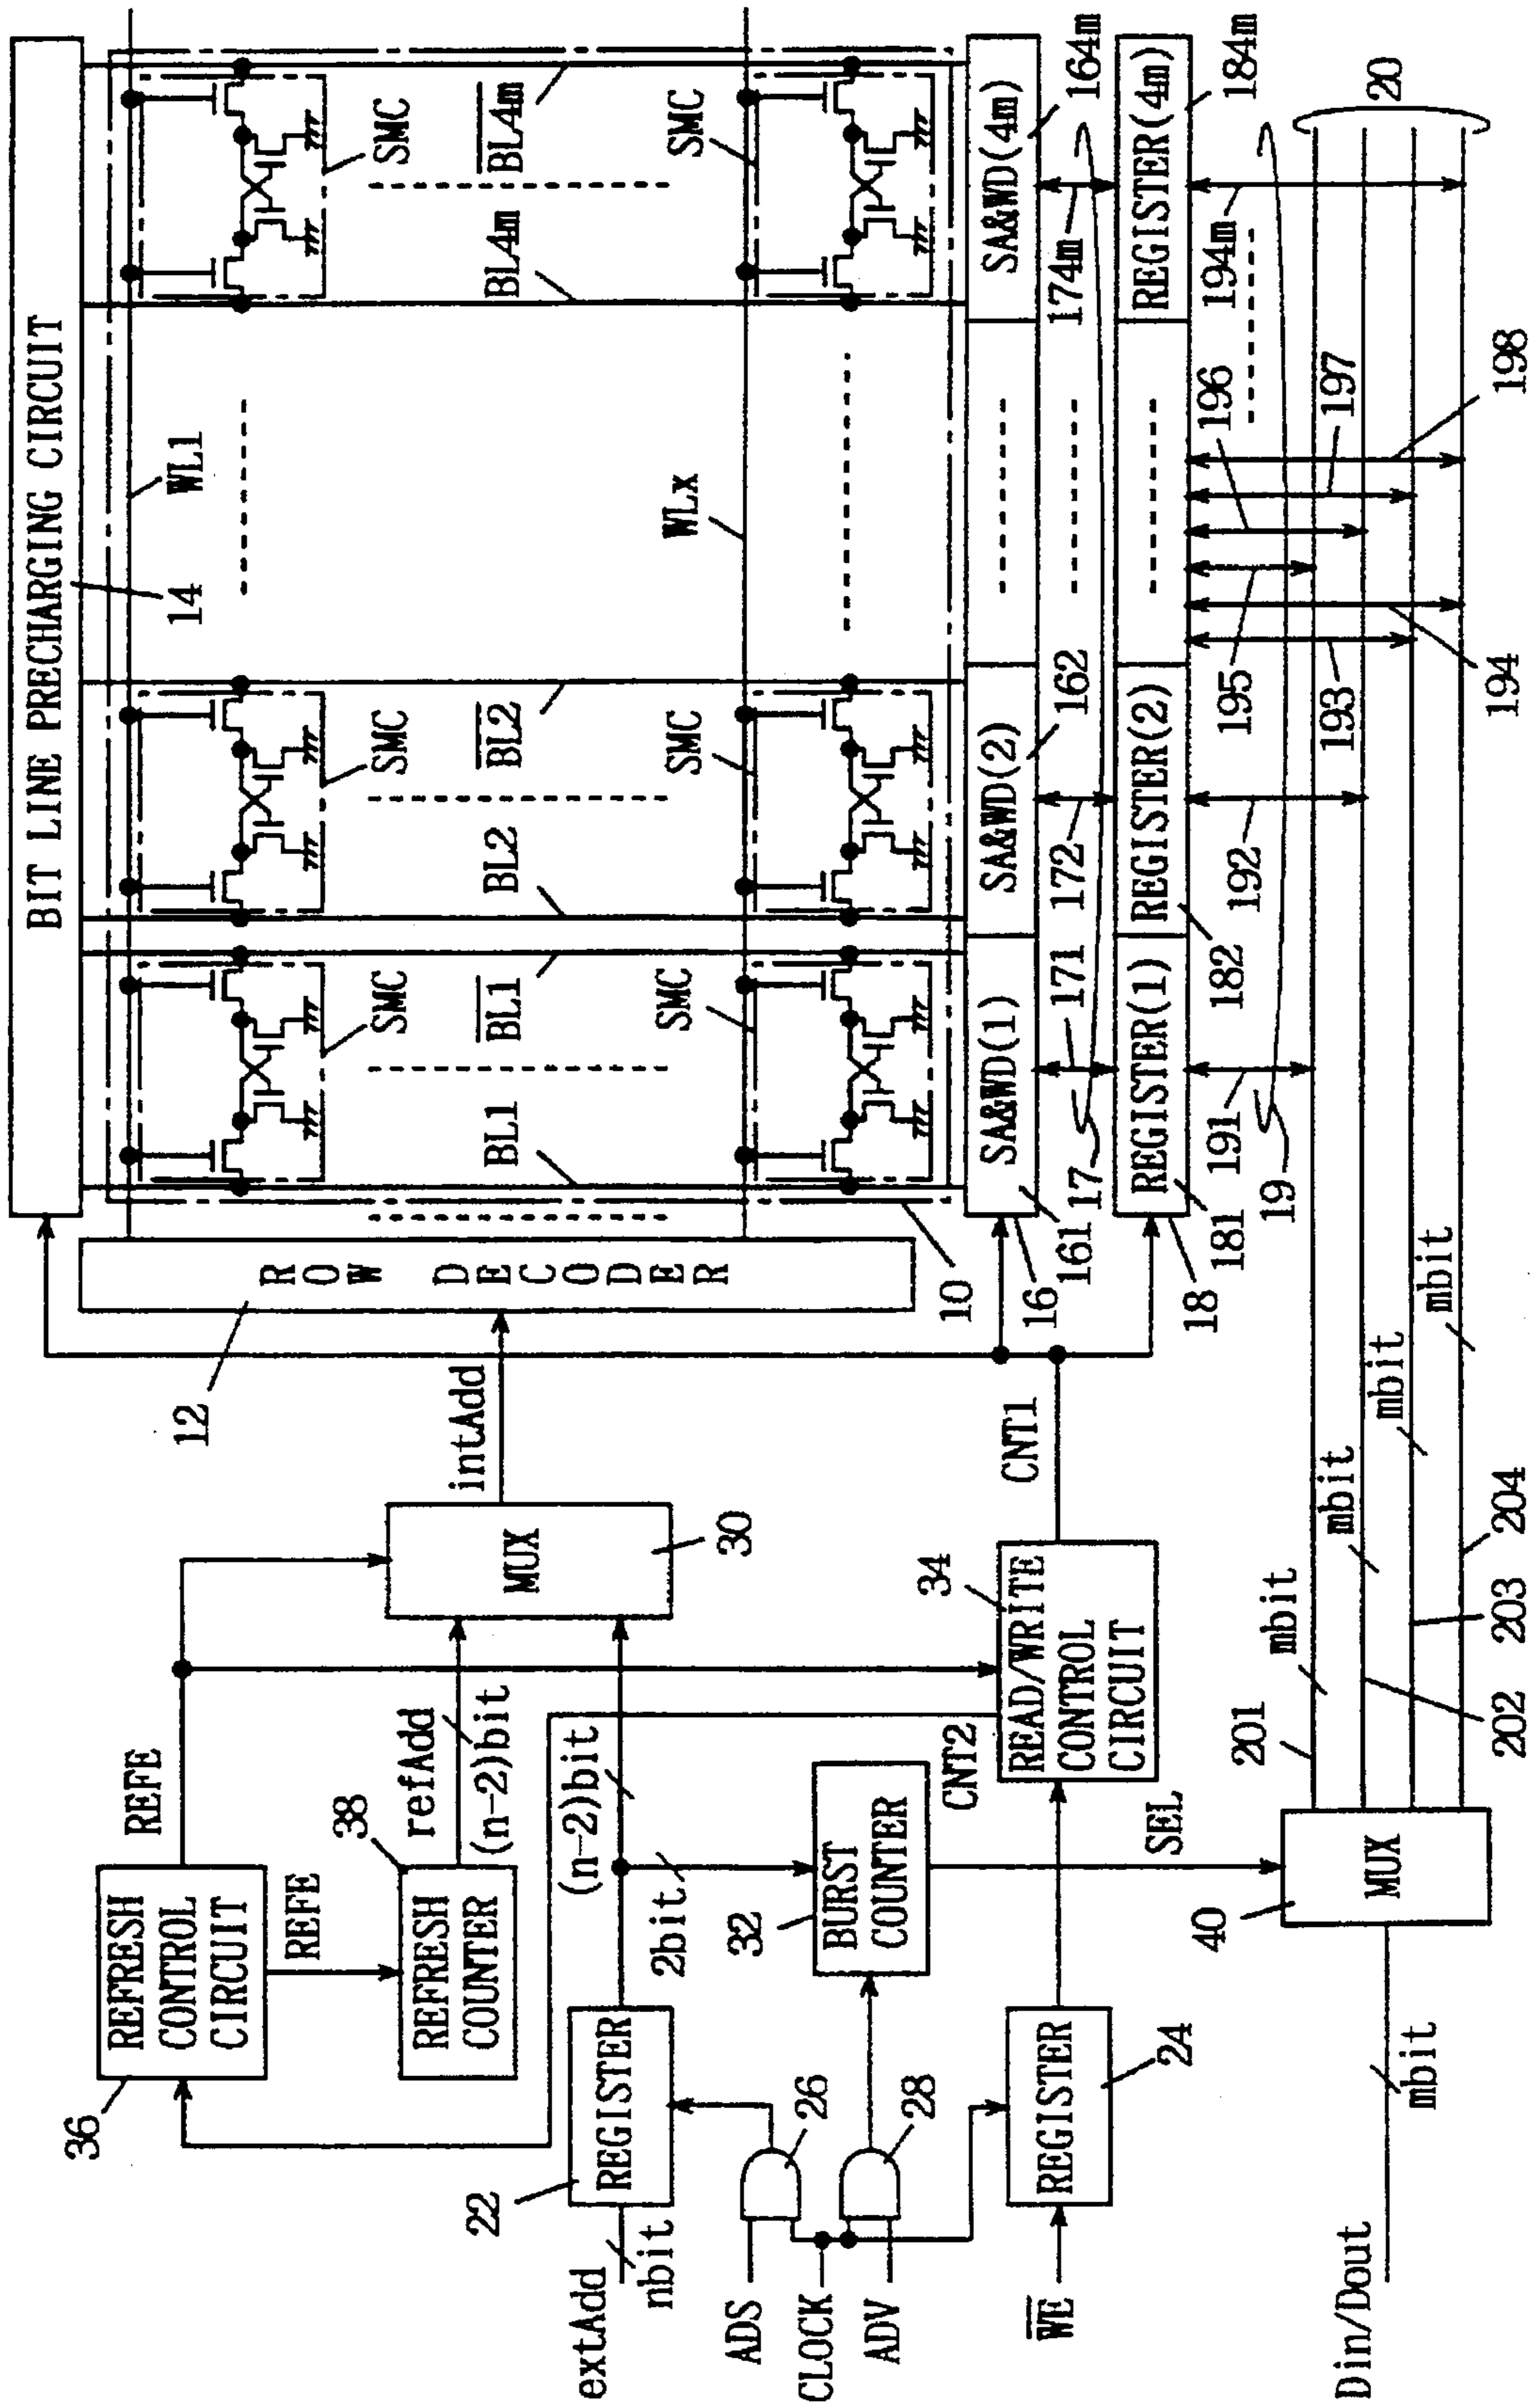 BIT LINE PRECHARGING CIRCUIT
14
WL1
SMC
SMC
SMC
BL1
BL1
BL2
BL2
BL4m
BL4m
WLx
SMC
SMC
SMC
ROW DECODER
12
10
SA&WD(1)
SA&WD(2)
SA&WD(4m)
16
161
162
164m
17
171
172
174m
REGISTER(1)
REGISTER(2)
REGISTER(4m)
18
181
182
184m
19
191
192
193
194
195
196
197
198
194m
20
REFRESH
CONTROL
CIRCUIT
36
REFE
REFE
REFRESH
COUNTER
38
refAdd
(n-2)bit
MUX
30
intAdd
extAdd
nbit
REGISTER
22
(n-2)bit
2bit
BURST
COUNTER
32
ADS
CLOCK
ADV
26
28
WE
REGISTER
24
CNT2
READ/WRITE
CONTROL
CIRCUIT
34
CNT1
SEL
Din/Dout
mbit
MUX
40
201
202
203
204
mbit
mbit
mbit
mbit